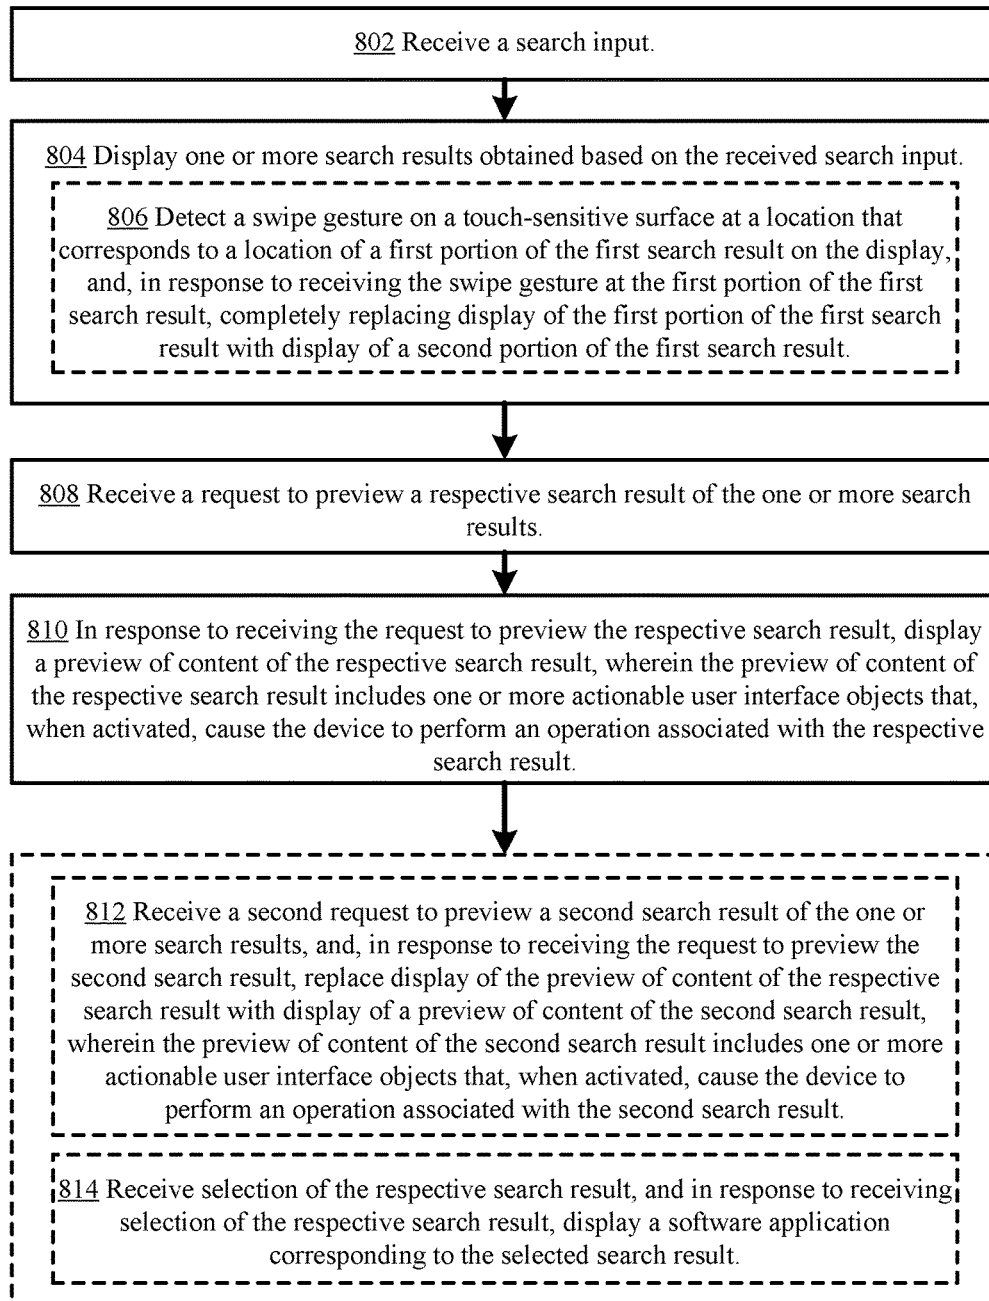 802 Receive a search input.
804 Display one or more search results obtained based on the received search input.
806 Detect a swipe gesture on a touch-sensitive surface at a location that
corresponds to a location of a first portion of the first search result on the display,
and, in response to receiving the swipe gesture at the first portion of the first
search result, completely replacing display of the first portion of the first search
result with display of a second portion of the first search result.
808 Receive a request to preview a respective search result of the one or more search
results.
810 In response to receiving the request to preview the respective search result, display
a preview of content of the respective search result, wherein the preview of content of
the respective search result includes one or more actionable user interface objects that,
when activated, cause the device to perform an operation associated with the respective
search result.
812 Receive a second request to preview a second search result of the one or
more search results, and, in response to receiving the request to preview the
second search result, replace display of the preview of content of the respective
search result with display of a preview of content of the second search result,
wherein the preview of content of the second search result includes one or more
actionable user interface objects that, when activated, cause the device to
perform an operation associated with the second search result.
814 Receive selection of the respective search result, and in response to receiving
selection of the respective search result, display a software application
corresponding to the selected search result.